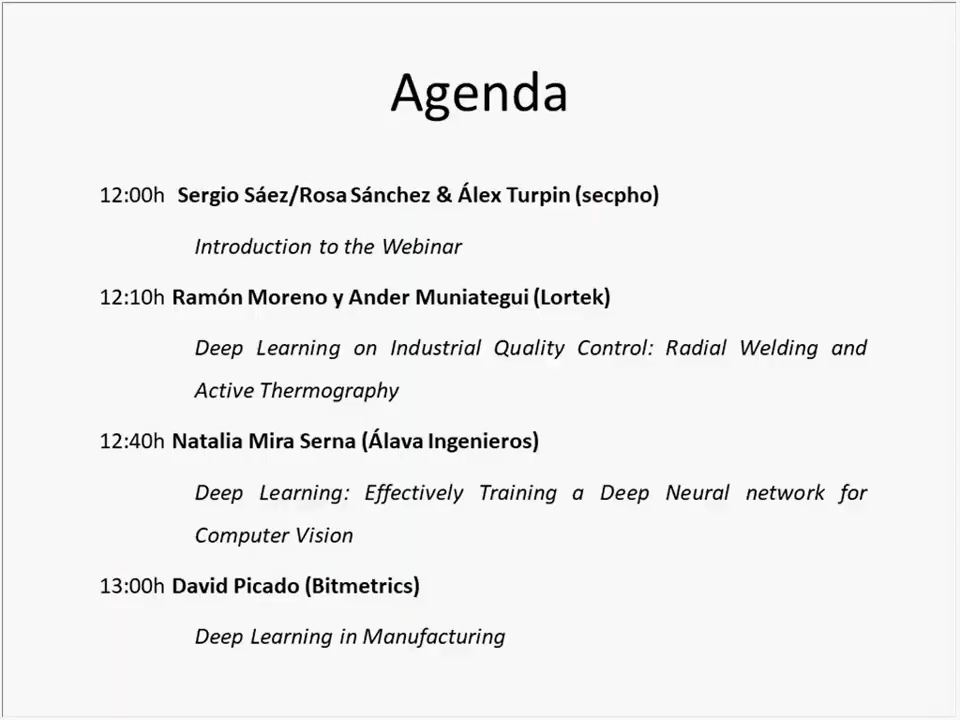 Agenda
12:00h Sergio Sáez/Rosa Sánchez & Álex Turpin (secpho)
Introduction to the Webinar
12:10h Ramón Moreno y Ander Muniategui (Lortek)
Deep Learning on Industrial Quality Control: Radial Welding and
Active Thermography
12:40h Natalia Mira Serna (Álava Ingenieros)
Deep Learning: Effectively Training a Deep Neural network for
Computer Vision
13:00h David Picado (Bitmetrics)
Deep Learning in Manufacturing